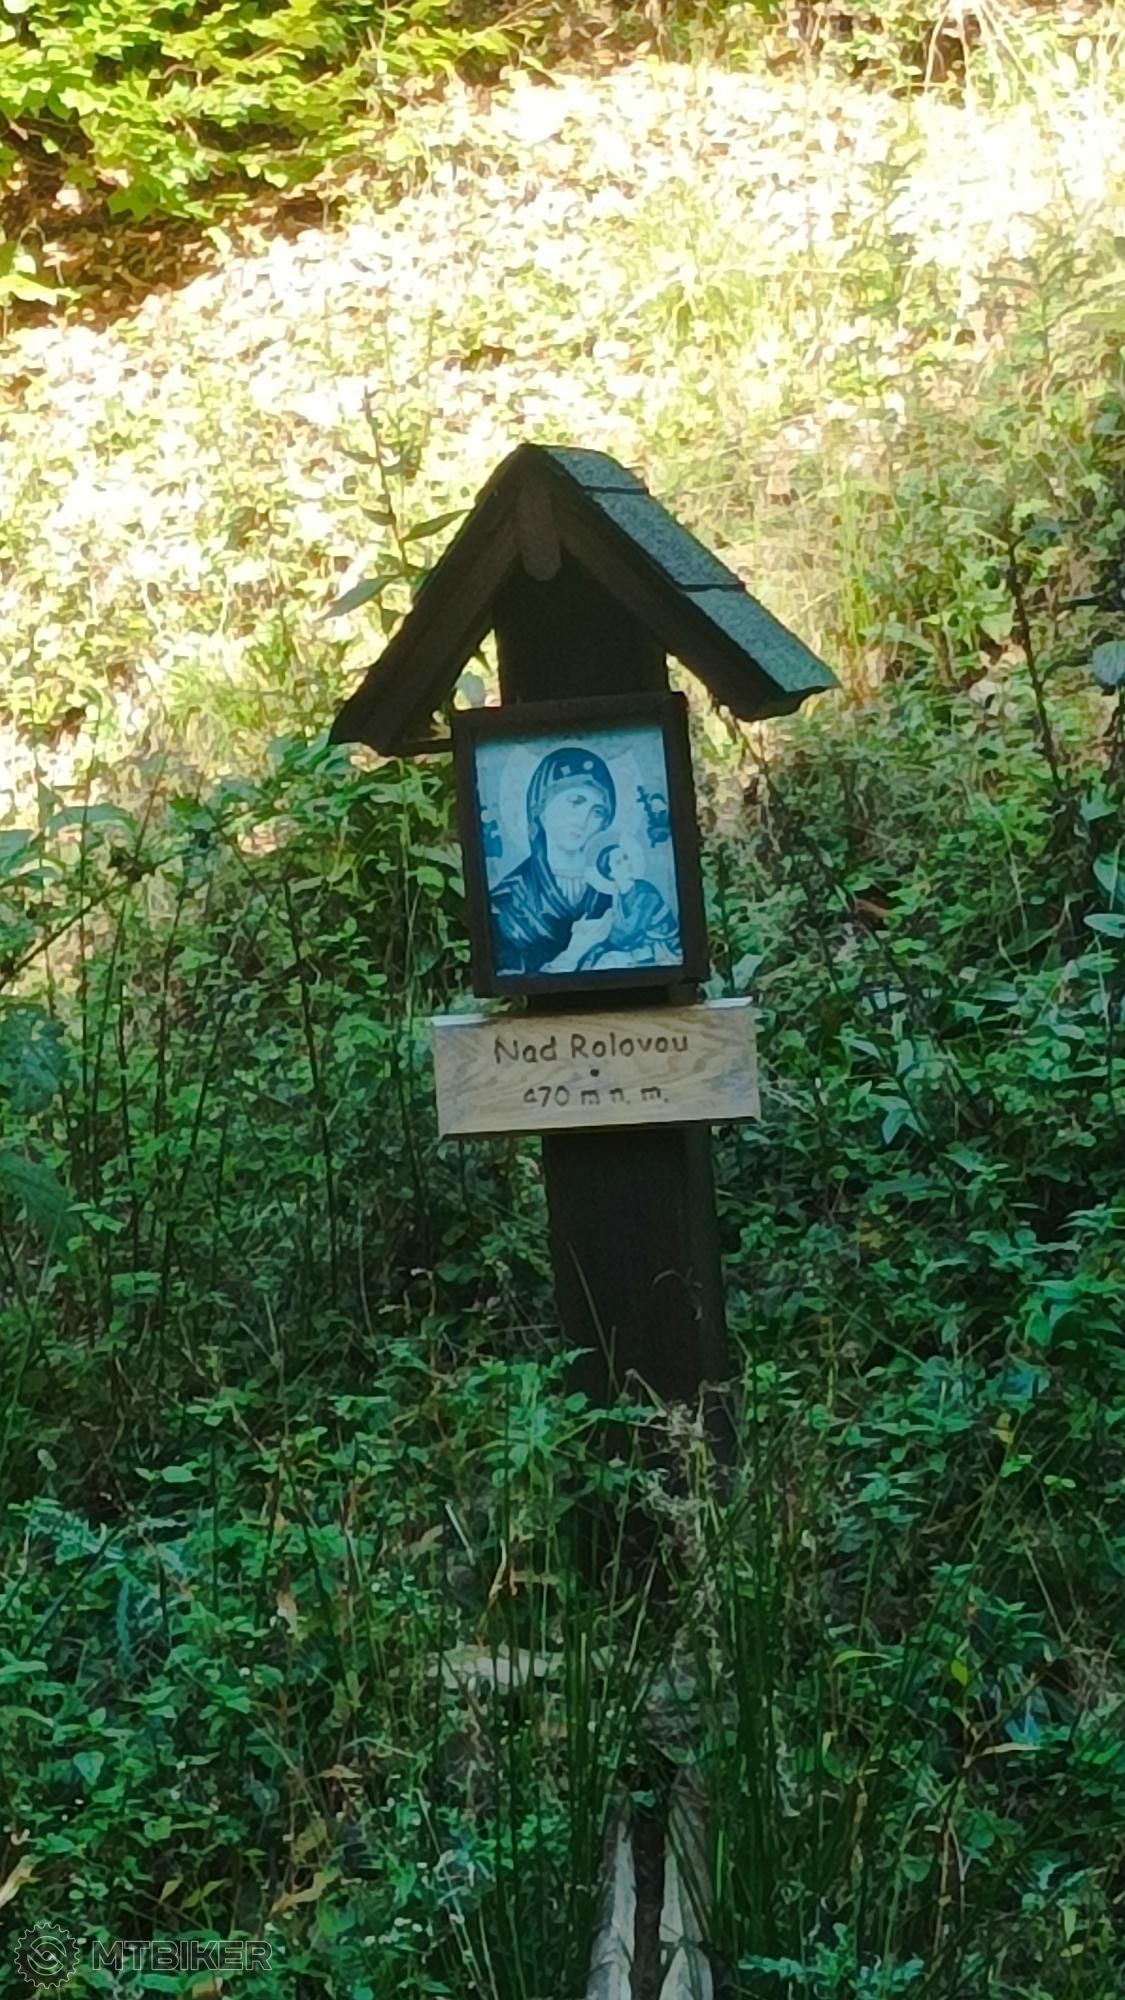 Nad Rolovou
•
470 m n. m.
MTBIKER